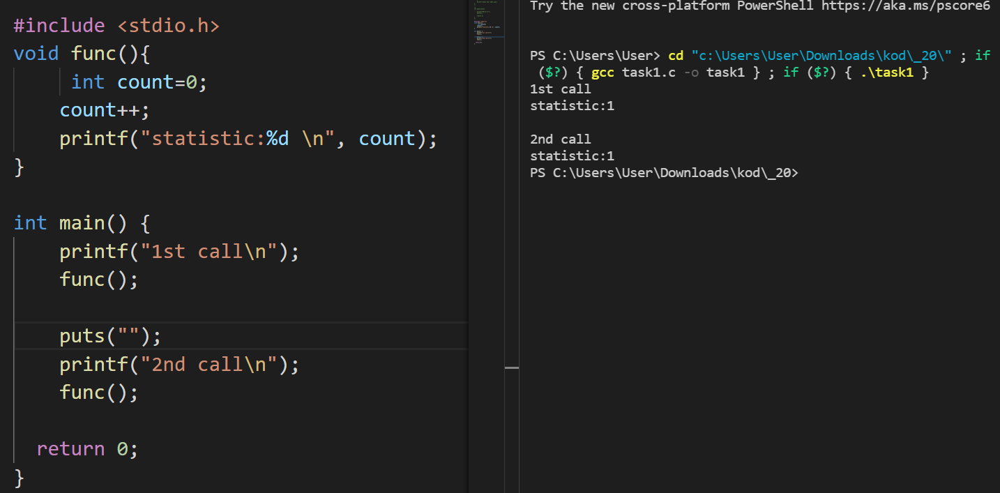 #include <stdio.h>
void func(){
int count=0;
count++;
printf("statistic:%d \n", count);
}
int main() {
printf("1st call\n");
func();
puts("");
printf("2nd call\n");
func();
return 0;
}
Try the new cross-platform PowerShell https://aka.ms/pscore6
PS C:\Users\User> cd "c:\Users\User\Downloads\kod\_20\" ; if
($?) { gcc task1.c -o task1 } ; if ($?) { .\task1 }
1st call
statistic:1
2nd call
statistic:1
PS C:\Users\User\Downloads\kod\_20>